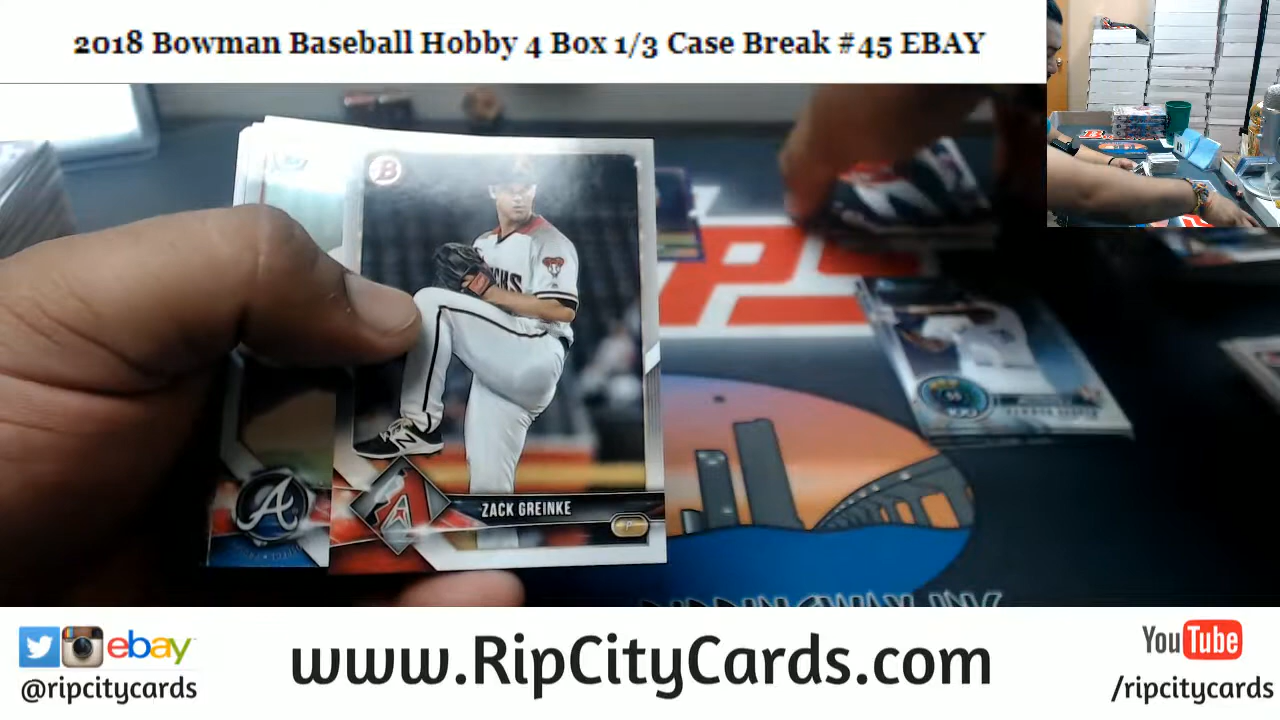 2018 Bowman Baseball Hobby 4 Box 1/3 Case Break #45 EBAY
B
CKS
A
A
ZACK GREINKE
P
ebay
@ripcitycards
www.RipCityCards.com
YouTube
/ripcitycards